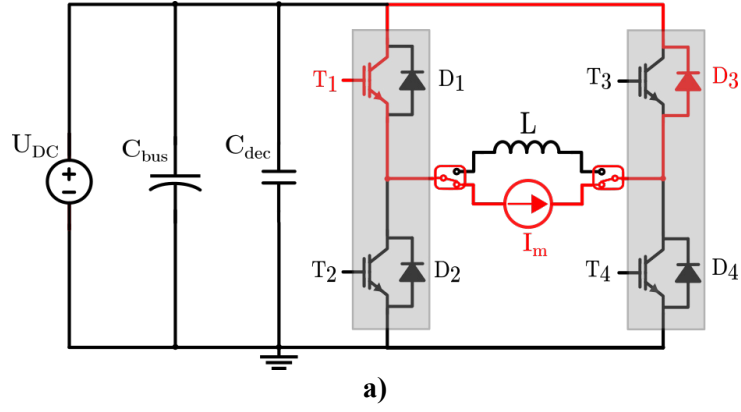 T1 D1 T3 D3
L
UDC Cbus Cdec
Im
T2 D2 T4 D4
a)